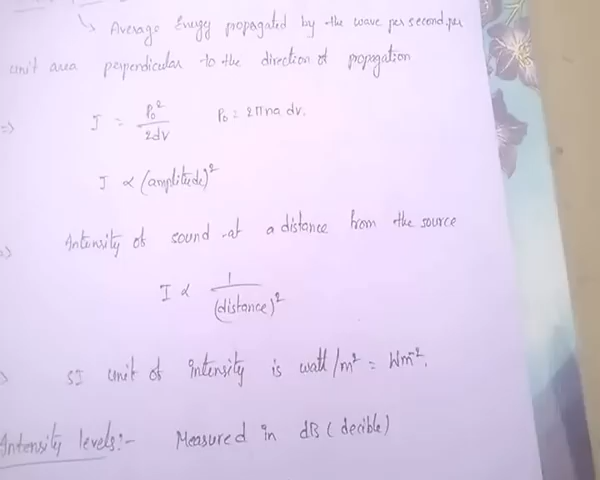 ↳ Average Energy propagated by the wave per second, per
unit area perpendicular to the direction of propagation
=> I = P₀² / 2dv    P₀ = 2πna dv.
I ∝ (amplitude)²
Intensity of sound at a distance from the source
I ∝ 1 / (distance)²
SI unit of intensity is watt/m² = Wm⁻².
Intensity levels:- Measured in dB (decible)